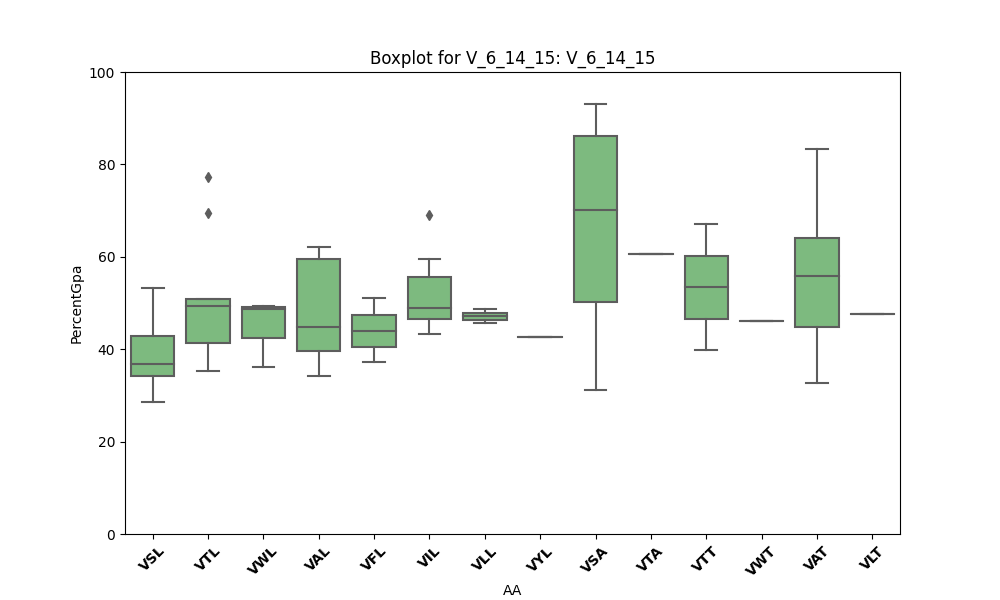 Boxplot for V_6_14_15: V_6_14_15
100
80
60
40
20
0
PercentGpa
VSL VTL VWL VAL VFL VIL VLL VYL VSA VTA VTT VWT VAT VLT
AA